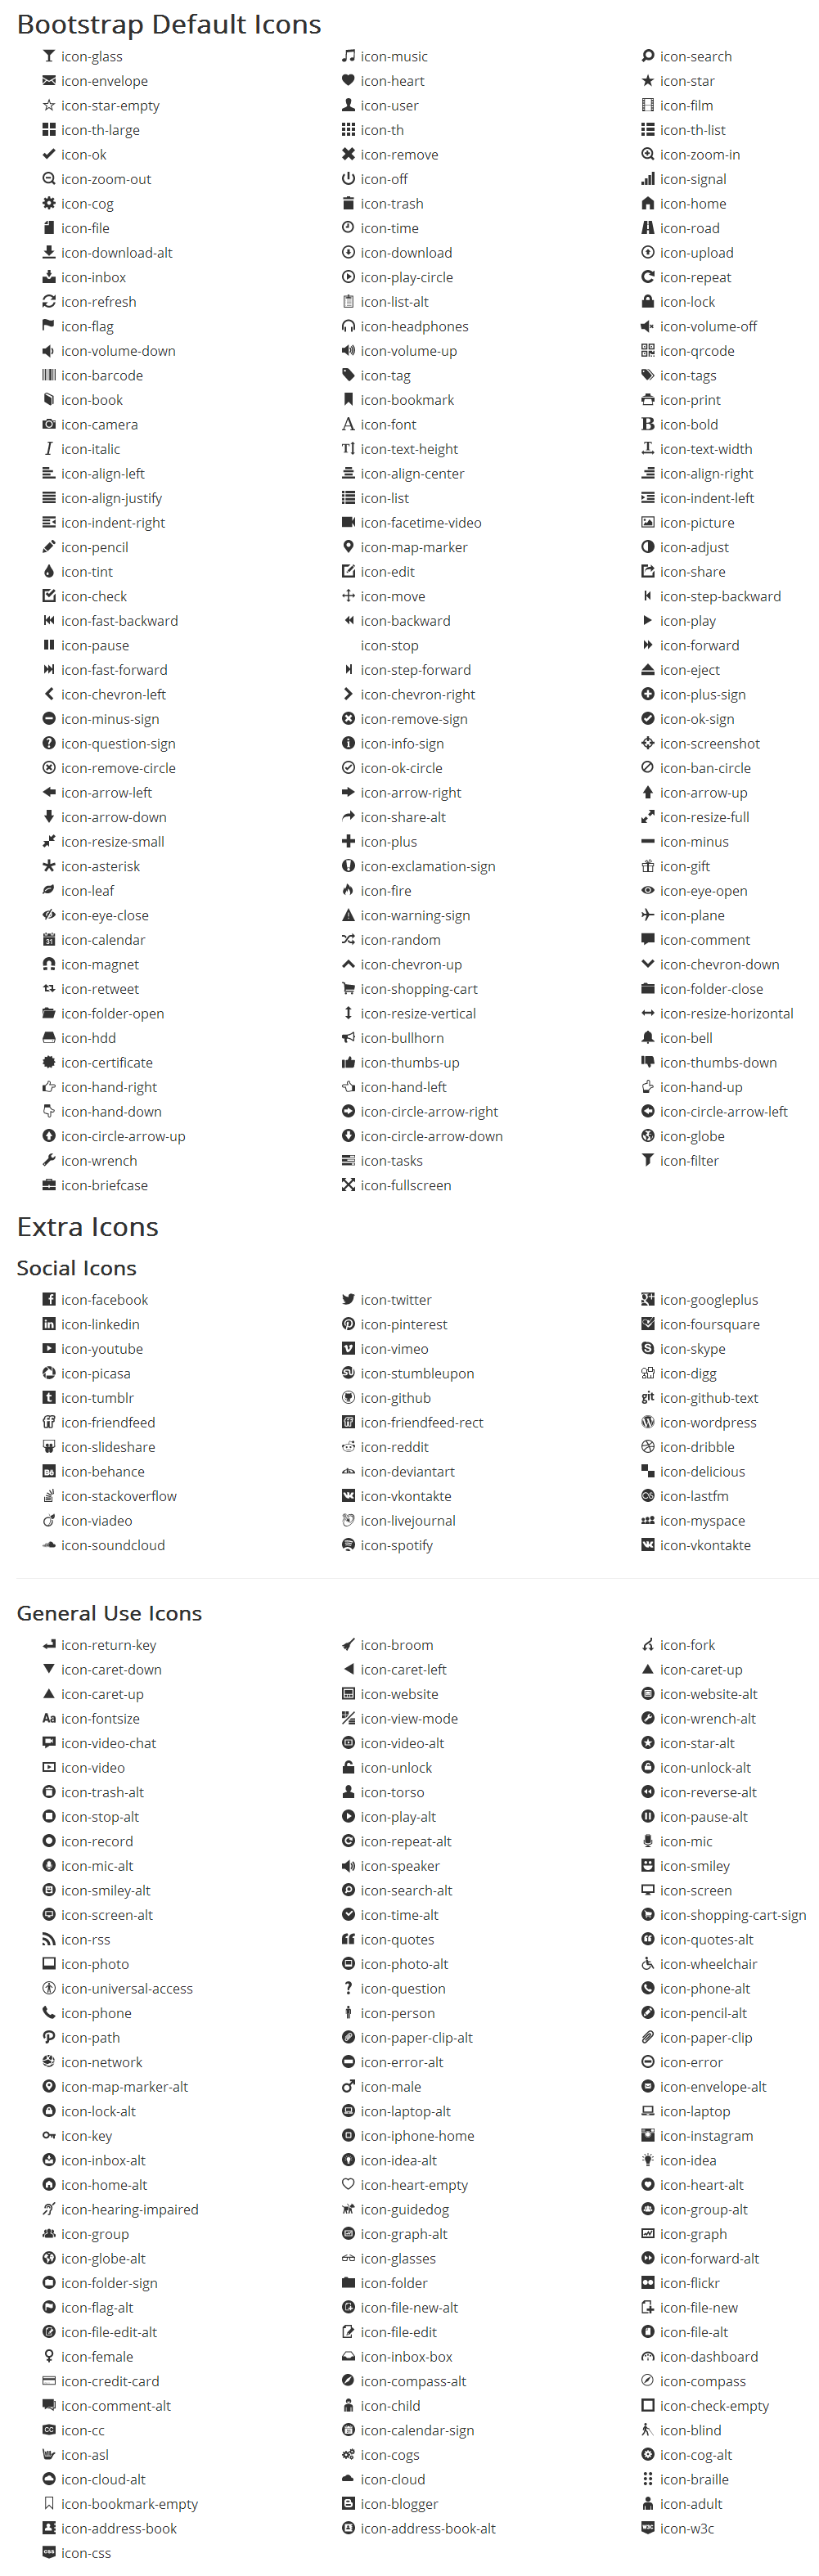 Bootstrap Default Icons
icon-glass icon-music icon-search
icon-envelope icon-heart icon-star
icon-star-empty icon-user icon-film
icon-th-large icon-th icon-th-list
icon-ok icon-remove icon-zoom-in
icon-zoom-out icon-off icon-signal
icon-cog icon-trash icon-home
icon-file icon-time icon-road
icon-download-alt icon-download icon-upload
icon-inbox icon-play-circle icon-repeat
icon-refresh icon-list-alt icon-lock
icon-flag icon-headphones icon-volume-off
icon-volume-down icon-volume-up icon-qrcode
icon-barcode icon-tag icon-tags
icon-book icon-bookmark icon-print
icon-camera icon-font icon-bold
icon-italic icon-text-height icon-text-width
icon-align-left icon-align-center icon-align-right
icon-align-justify icon-list icon-indent-left
icon-indent-right icon-facetime-video icon-picture
icon-pencil icon-map-marker icon-adjust
icon-tint icon-edit icon-share
icon-check icon-move icon-step-backward
icon-fast-backward icon-backward icon-play
icon-pause icon-stop icon-forward
icon-fast-forward icon-step-forward icon-eject
icon-chevron-left icon-chevron-right icon-plus-sign
icon-minus-sign icon-remove-sign icon-ok-sign
icon-question-sign icon-info-sign icon-screenshot
icon-remove-circle icon-ok-circle icon-ban-circle
icon-arrow-left icon-arrow-right icon-arrow-up
icon-arrow-down icon-share-alt icon-resize-full
icon-resize-small icon-plus icon-minus
icon-asterisk icon-exclamation-sign icon-gift
icon-leaf icon-fire icon-eye-open
icon-eye-close icon-warning-sign icon-plane
icon-calendar icon-random icon-comment
icon-magnet icon-chevron-up icon-chevron-down
icon-retweet icon-shopping-cart icon-folder-close
icon-folder-open icon-resize-vertical icon-resize-horizontal
icon-hdd icon-bullhorn icon-bell
icon-certificate icon-thumbs-up icon-thumbs-down
icon-hand-right icon-hand-left icon-hand-up
icon-hand-down icon-circle-arrow-right icon-circle-arrow-left
icon-circle-arrow-up icon-circle-arrow-down icon-globe
icon-wrench icon-tasks icon-filter
icon-briefcase icon-fullscreen
Extra Icons
Social Icons
icon-facebook icon-twitter icon-googleplus
icon-linkedin icon-pinterest icon-foursquare
icon-youtube icon-vimeo icon-skype
icon-picasa icon-stumbleupon icon-digg
icon-tumblr icon-github git icon-github-text
icon-friendfeed icon-friendfeed-rect icon-wordpress
icon-slideshare icon-reddit icon-dribble
icon-behance icon-deviantart icon-delicious
icon-stackoverflow icon-vkontakte icon-lastfm
icon-viadeo icon-livejournal icon-myspace
icon-soundcloud icon-spotify icon-vkontakte
General Use Icons
icon-return-key icon-broom icon-fork
icon-caret-down icon-caret-left icon-caret-up
icon-caret-up icon-website icon-website-alt
Aa icon-fontsize icon-view-mode icon-wrench-alt
icon-video-chat icon-video-alt icon-star-alt
icon-video icon-unlock icon-unlock-alt
icon-trash-alt icon-torso icon-reverse-alt
icon-stop-alt icon-play-alt icon-pause-alt
icon-record icon-repeat-alt icon-mic
icon-mic-alt icon-speaker icon-smiley
icon-smiley-alt icon-search-alt icon-screen
icon-screen-alt icon-time-alt icon-shopping-cart-sign
icon-rss icon-quotes icon-quotes-alt
icon-photo icon-photo-alt icon-wheelchair
icon-universal-access icon-question icon-phone-alt
icon-phone icon-person icon-pencil-alt
icon-path icon-paper-clip-alt icon-paper-clip
icon-network icon-error-alt icon-error
icon-map-marker-alt icon-male icon-envelope-alt
icon-lock-alt icon-laptop-alt icon-laptop
icon-key icon-iphone-home icon-instagram
icon-inbox-alt icon-idea-alt icon-idea
icon-home-alt icon-heart-empty icon-heart-alt
icon-hearing-impaired icon-guidedog icon-group-alt
icon-group icon-graph-alt icon-graph
icon-globe-alt icon-glasses icon-forward-alt
icon-folder-sign icon-folder icon-flickr
icon-flag-alt icon-file-new-alt icon-file-new
icon-file-edit-alt icon-file-edit icon-file-alt
icon-female icon-inbox-box icon-dashboard
icon-credit-card icon-compass-alt icon-compass
icon-comment-alt icon-child icon-check-empty
CC icon-cc icon-calendar-sign icon-blind
icon-asl icon-cogs icon-cog-alt
icon-cloud-alt icon-cloud icon-braille
icon-bookmark-empty icon-blogger icon-adult
icon-address-book icon-address-book-alt W3C icon-w3c
css icon-css